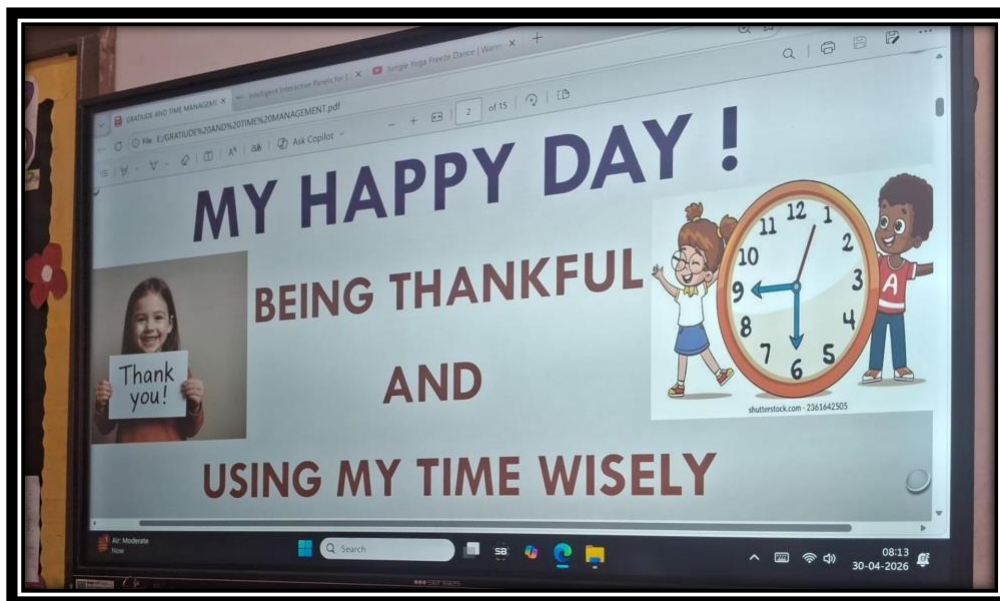 GRATIUDE AND TIME MANAGEME
Intelligent Interactive Panels for
Jungle Yoga Freeze Dance | Warm
File
E:/GRATIUDE%20AND%20TIME%20MANAGEMENT.pdf
Ask Copilot
2 of 15
MY HAPPY DAY !
BEING THANKFUL
AND
USING MY TIME WISELY
Thank
you!
12
1
2
3
4
5
6
7
8
9
10
11
A
shutterstock.com · 2361642505
Air: Moderate
Now
Search
SB
08:13
30-04-2026